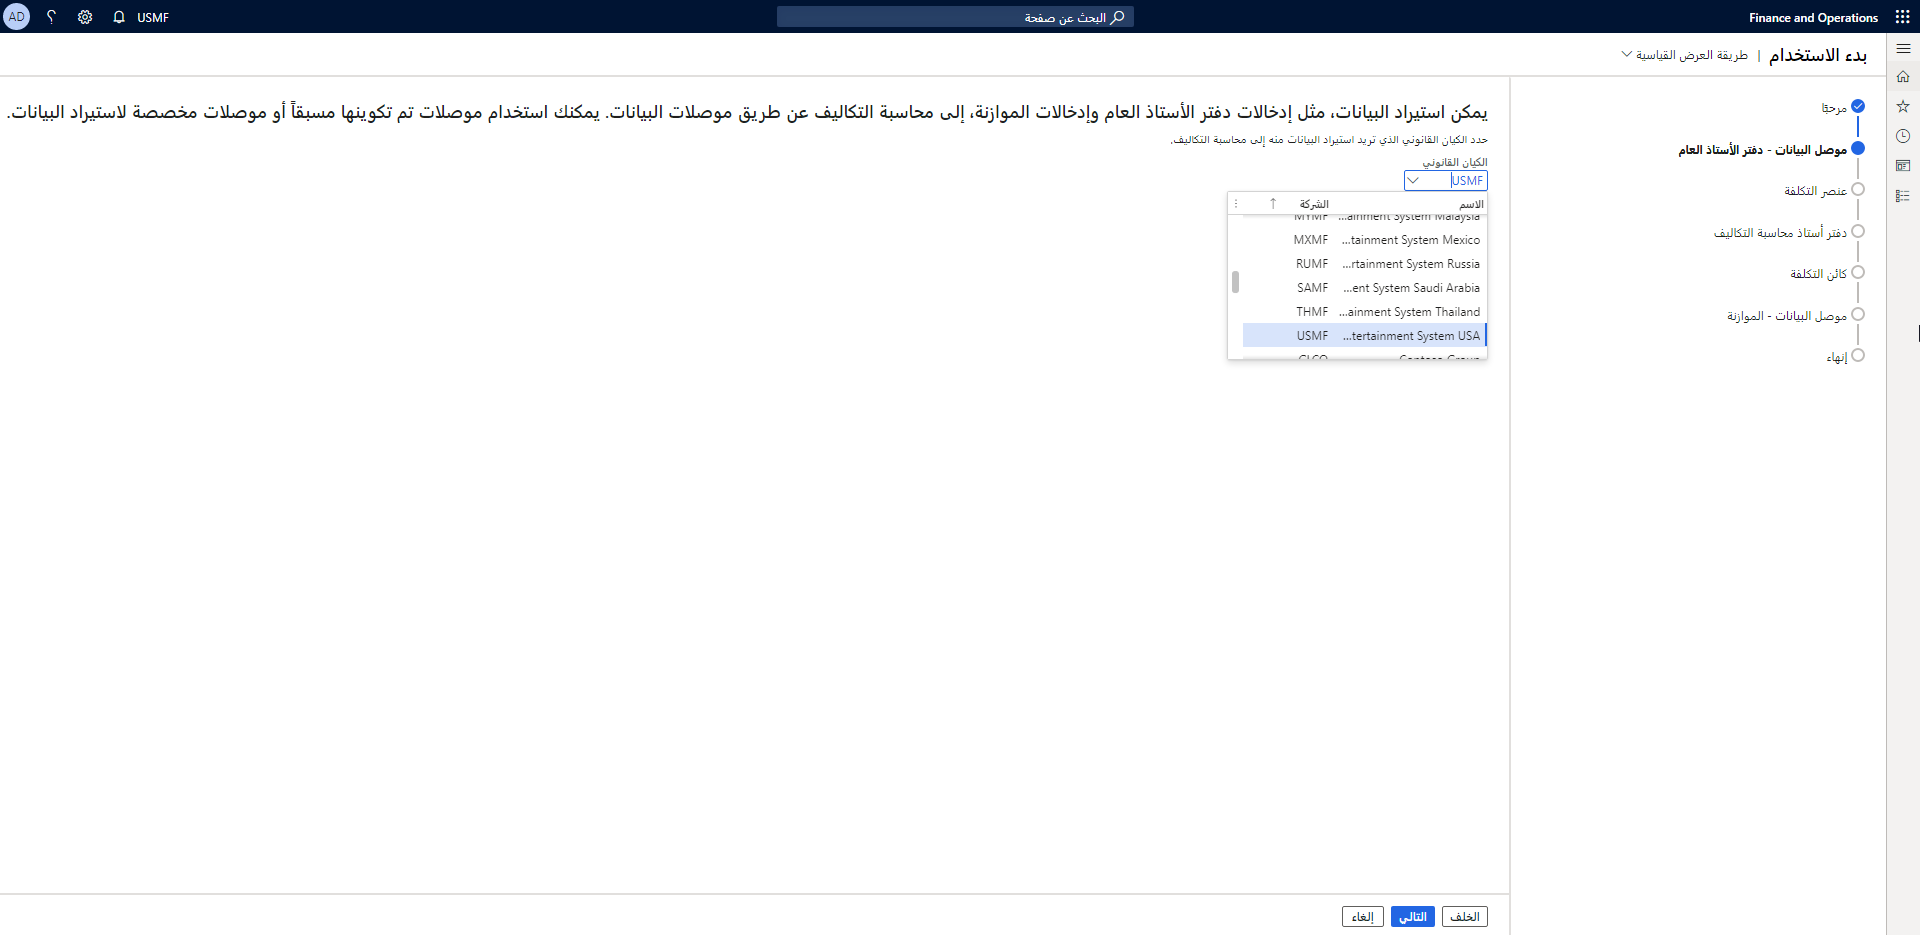 Finance and Operations
البحث عن صفحة
USMF
AD
بدء الاستخدام | طريقة العرض القياسية
مرحبًا
موصل البيانات - دفتر الأستاذ العام
عنصر التكلفة
دفتر أستاذ محاسبة التكاليف
كائن التكلفة
موصل البيانات - الموازنة
إنهاء
يمكن استيراد البيانات، مثل إدخالات دفتر الأستاذ العام وإدخالات الموازنة، إلى محاسبة التكاليف عن طريق موصلات البيانات. يمكنك استخدام موصلات تم تكوينها مسبقاً أو موصلات مخصصة لاستيراد البيانات.
حدد الكيان القانوني الذي تريد استيراد البيانات منه إلى محاسبة التكاليف.
الكيان القانوني
USMF
الاسم الشركة
...ainment System Malaysia MYMF
...tainment System Mexico MXMF
...rtainment System Russia RUMF
...ent System Saudi Arabia SAMF
...ainment System Thailand THMF
...tertainment System USA USMF
الخلف التالي إلغاء